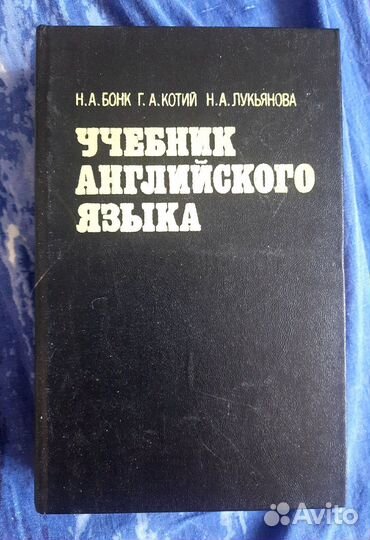 Н.А.БОНК Г.А.КОТИЙ Н.А.ЛУКЬЯНОВА
УЧЕБНИК
АНГЛИЙСКОГО
ЯЗЫКА
Avito